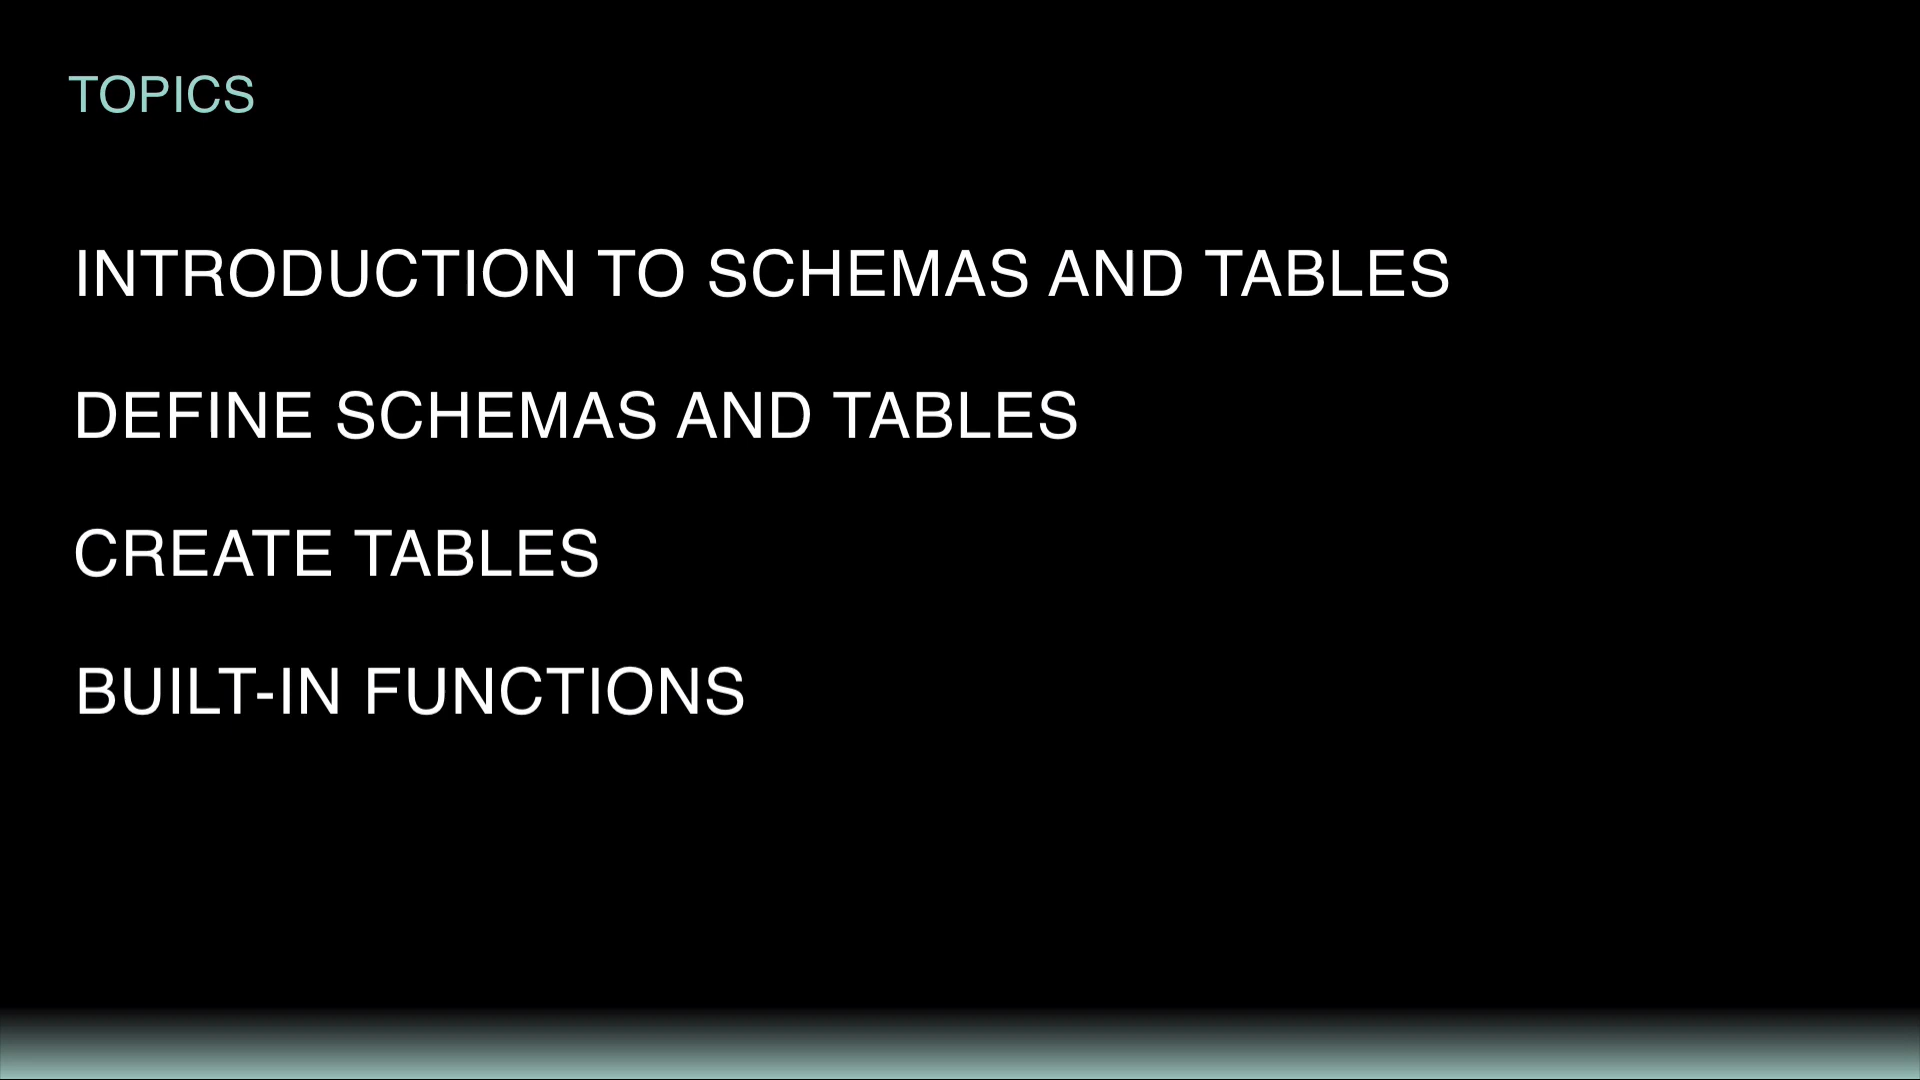 TOPICS
INTRODUCTION TO SCHEMAS AND TABLES
DEFINE SCHEMAS AND TABLES
CREATE TABLES
BUILT-IN FUNCTIONS